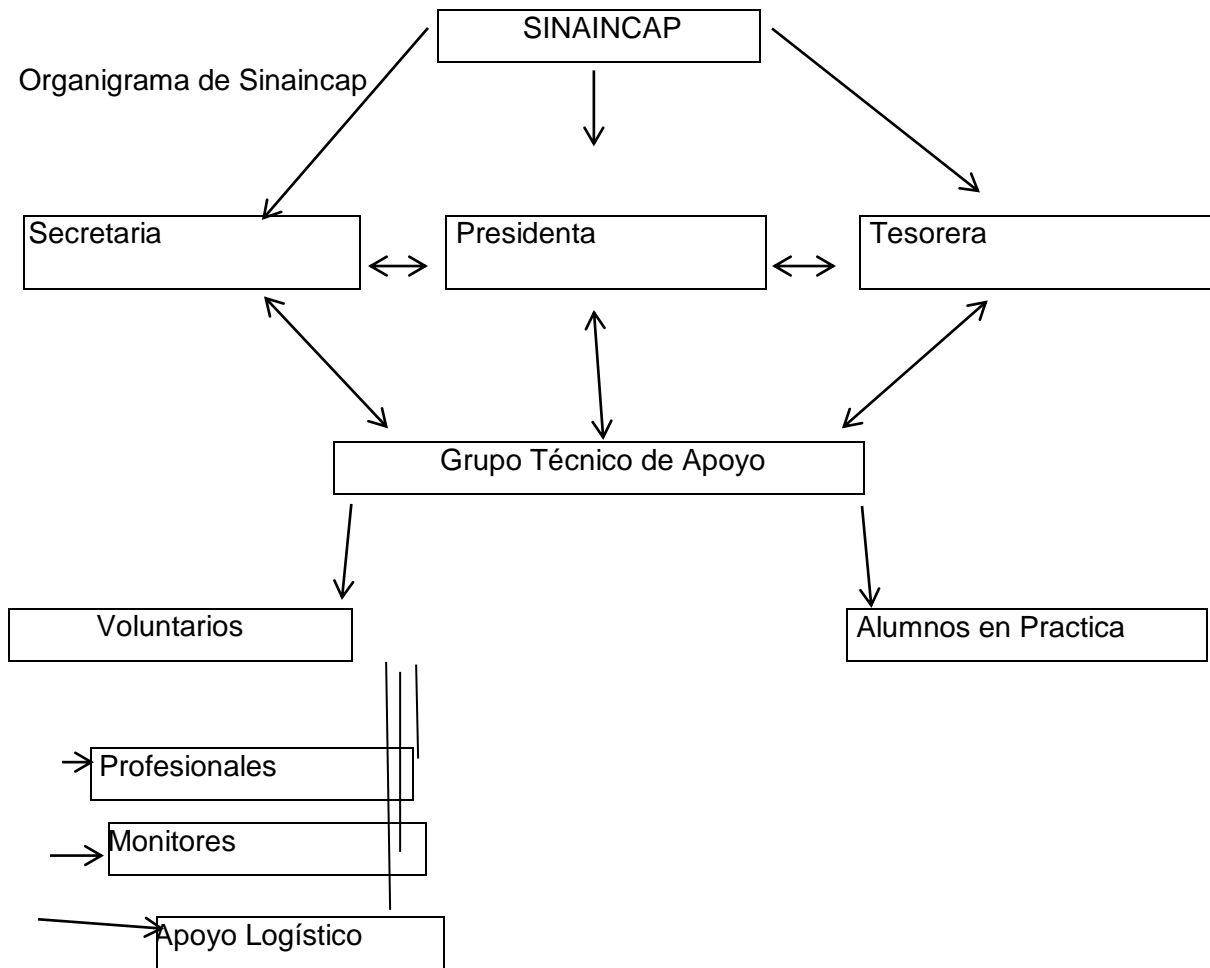 SINAINCAP
Organigrama de Sinaincap
Secretaria
Presidenta
Tesorera
Grupo Técnico de Apoyo
Voluntarios
Alumnos en Practica
Profesionales
Monitores
Apoyo Logístico